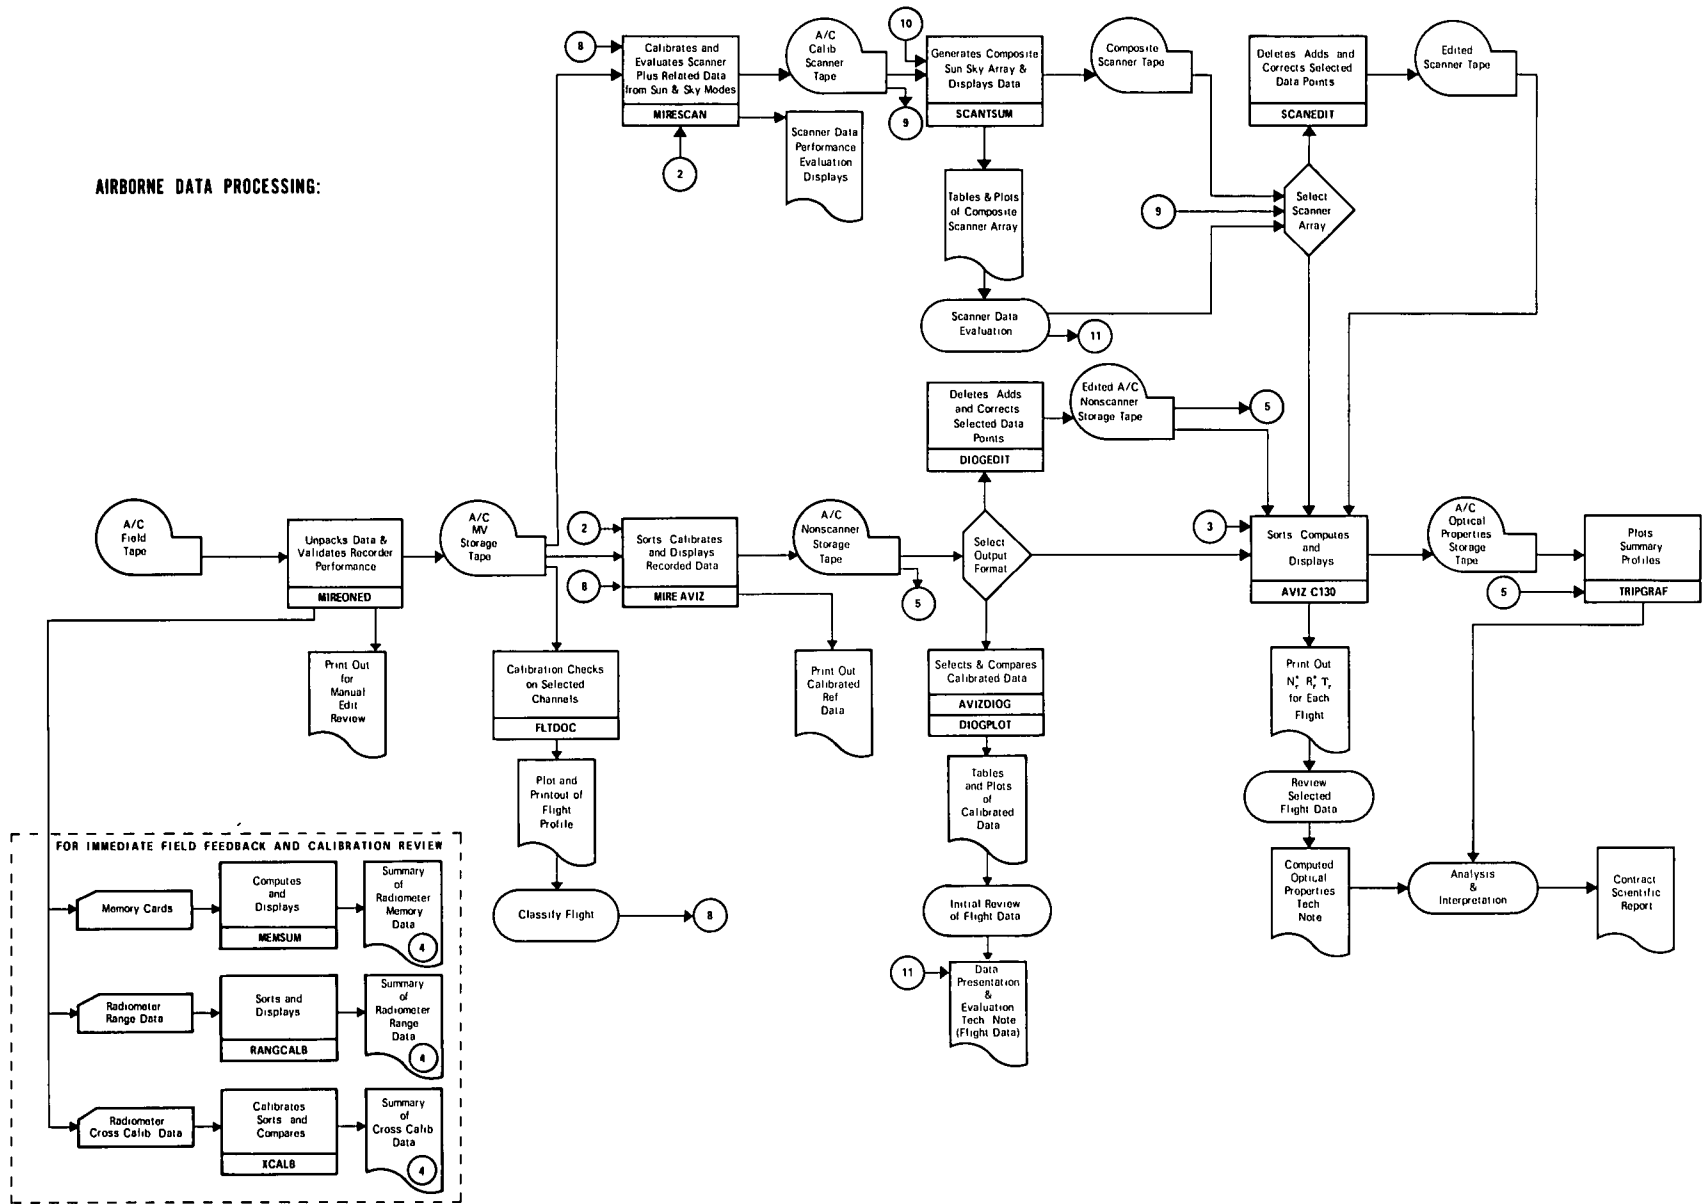 AIRBORNE DATA PROCESSING:
8
Calibrates and
Evaluates Scanner
Plus Related Data
from Sun & Sky Modes
MIRESCAN
2
Scanner Data
Performance
Evaluation
Displays
A/C
Calib
Scanner
Tape
9
10
Generates Composite
Sun Sky Array &
Displays Data
SCANTSUM
Tables & Plots
of Composite
Scanner Array
Scanner Data
Evaluation
11
Composite
Scanner Tape
9
Deletes Adds and
Corrects Selected
Data Points
SCANEDIT
Select
Scanner
Array
Edited
Scanner Tape
Deletes Adds
and Corrects
Selected Data
Points
DIOGEDIT
Edited A/C
Nonscanner
Storage Tape
5
A/C
Field
Tape
Unpacks Data &
Validates Recorder
Performance
MIREONED
Print Out
for
Manual
Edit
Review
A/C
MV
Storage
Tape
2
8
Sorts Calibrates
and Displays
Recorded Data
MIRE AVIZ
Print Out
Calibrated
Ref
Data
A/C
Nonscanner
Storage
Tape
5
Select
Output
Format
3
Sorts Computes
and
Displays
AVIZ C130
A/C
Optical
Properties
Storage
Tape
Plots
Summary
Profiles
TRIPGRAF
5
Calibration Checks
on Selected
Channels
FLTDOC
Plot and
Printout of
Flight
Profile
Classify Flight
8
Selects & Compares
Calibrated Data
AVIZDIOG
DIOGPLOT
Tables
and Plots
of
Calibrated
Data
Initial Review
of Flight Data
11
Data
Presentation
&
Evaluation
Tech Note
(Flight Data)
Print Out
N*r R*r Tr
for Each
Flight
Review
Selected
Flight Data
Computed
Optical
Properties
Tech
Note
Analysis
&
Interpretation
Contract
Scientific
Report
FOR IMMEDIATE FIELD FEEDBACK AND CALIBRATION REVIEW
Memory Cards
Computes
and
Displays
MEMSUM
Summary
of
Radiometer
Memory
Data
4
Radiometer
Range Data
Sorts and
Displays
RANGCALB
Summary
of
Radiometer
Range
Data
4
Radiometer
Cross Calib Data
Calibrates
Sorts and
Compares
XCALB
Summary
of
Cross Calib
Data
4